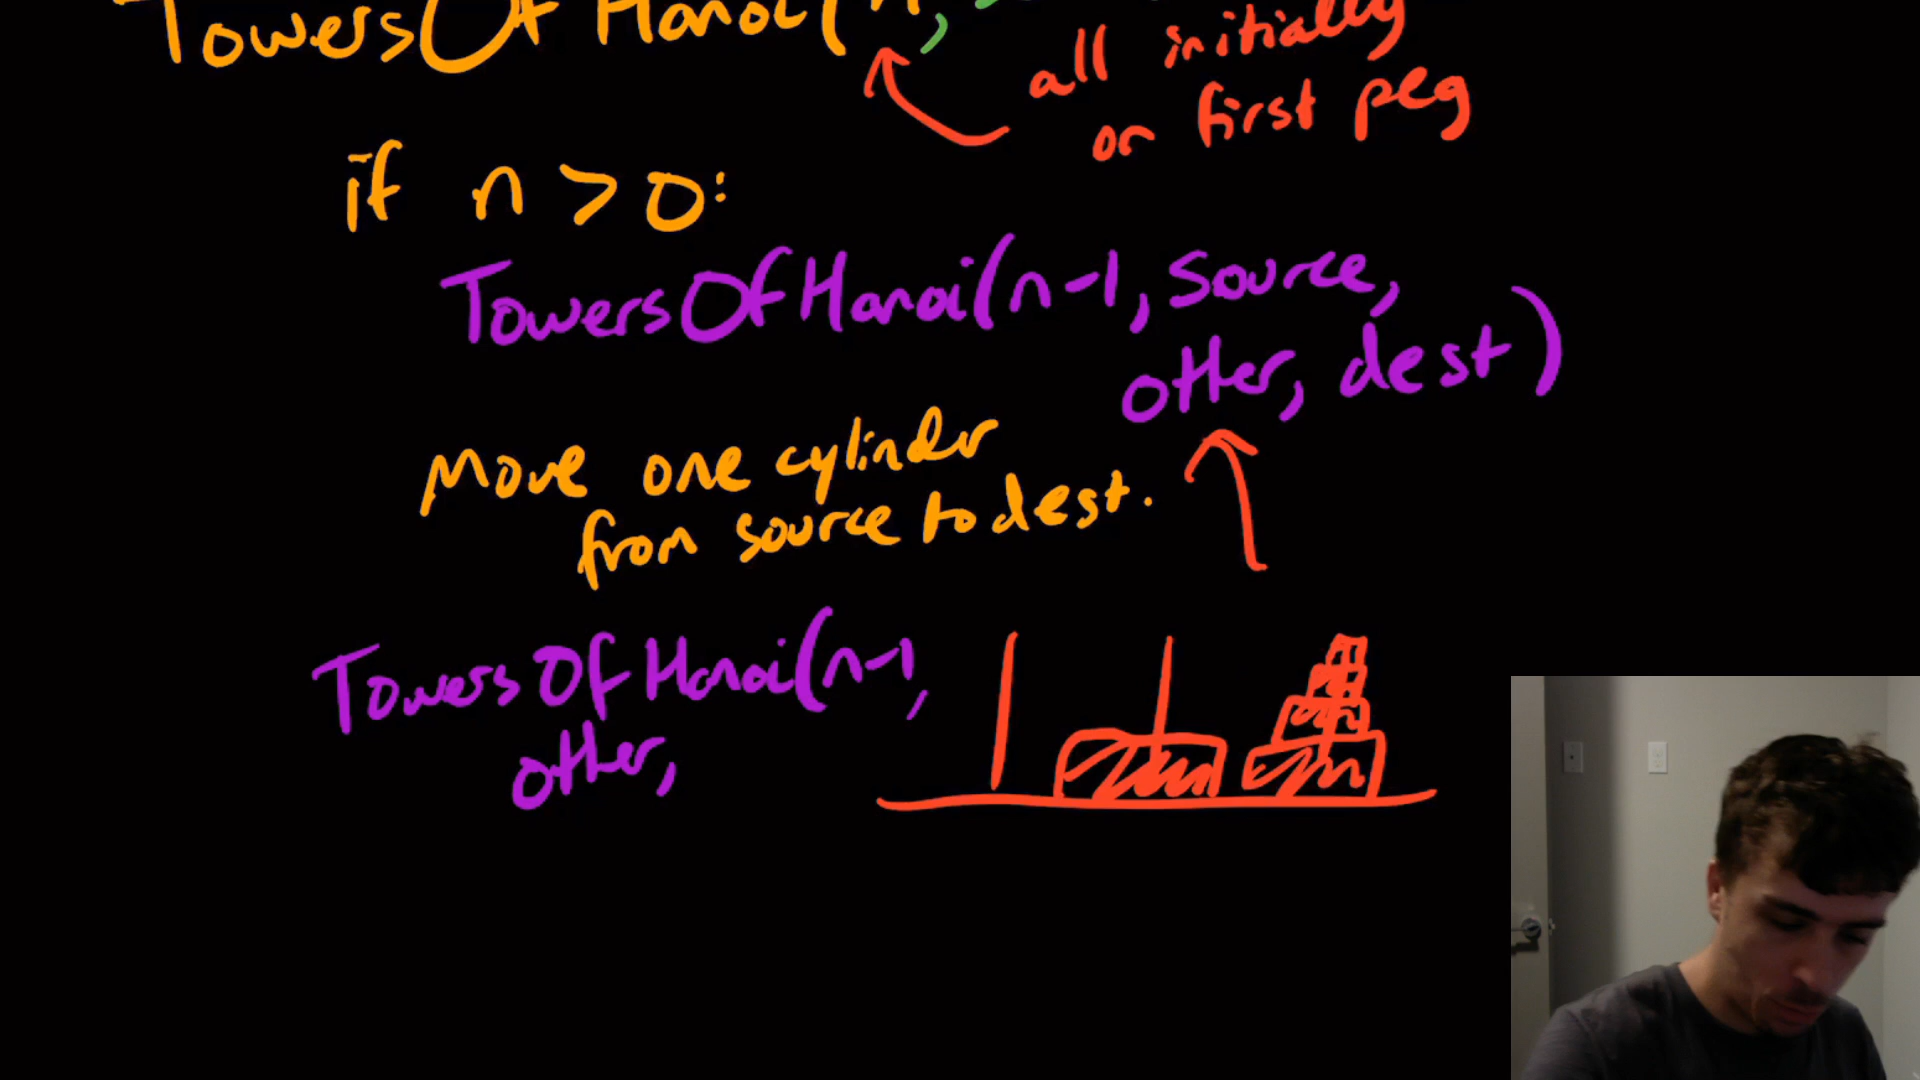 TowersOfHanoi(n,
all initially
on first peg
if n > 0:
TowersOfHanoi(n-1, source,
other, dest)
Move one cylinder
from source to dest.
TowersOfHanoi(n-1,
other,